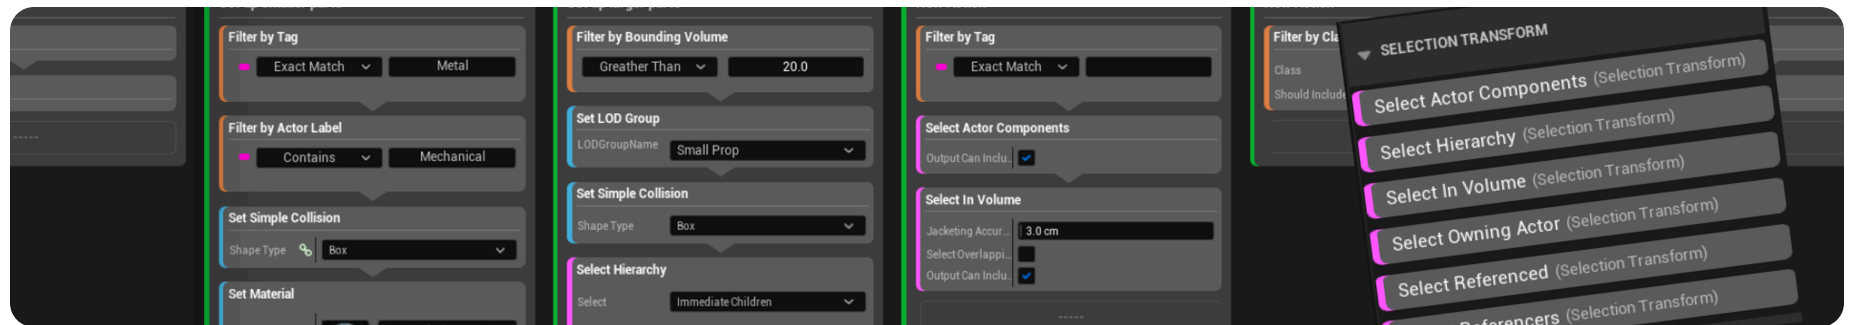 Filter by Tag
Exact Match
Metal
Filter by Actor Label
Contains
Mechanical
Set Simple Collision
Shape Type
Box
Set Material
Filter by Bounding Volume
Greather Than
20.0
Set LOD Group
LODGroupName
Small Prop
Set Simple Collision
Shape Type
Box
Select Hierarchy
Select
Immediate Children
Filter by Tag
Exact Match
Select Actor Components
Output Can Inclu..
Select In Volume
Jacketing Accur..
3.0 cm
Select Overlappi..
Output Can Inclu..
-----
Filter by Cla
Class
Should Include
SELECTION TRANSFORM
Select Actor Components (Selection Transform)
Select Hierarchy (Selection Transform)
Select In Volume (Selection Transform)
Select Owning Actor (Selection Transform)
Select Referenced (Selection Transform)
Referencers (Selection Transform)